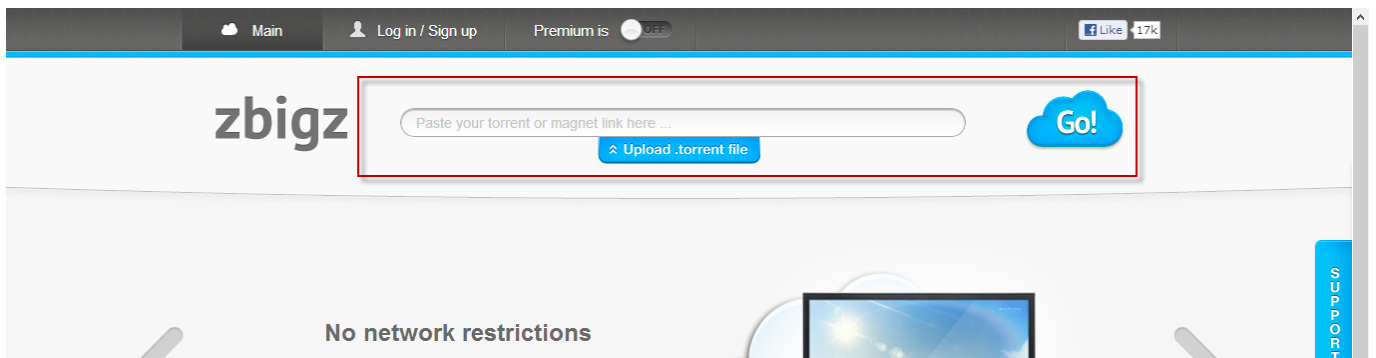 Main
Log in / Sign up
Premium is
OFF
Like
17k
zbigz
Paste your torrent or magnet link here ...
Go!
Upload .torrent file
SUPPORT
No network restrictions